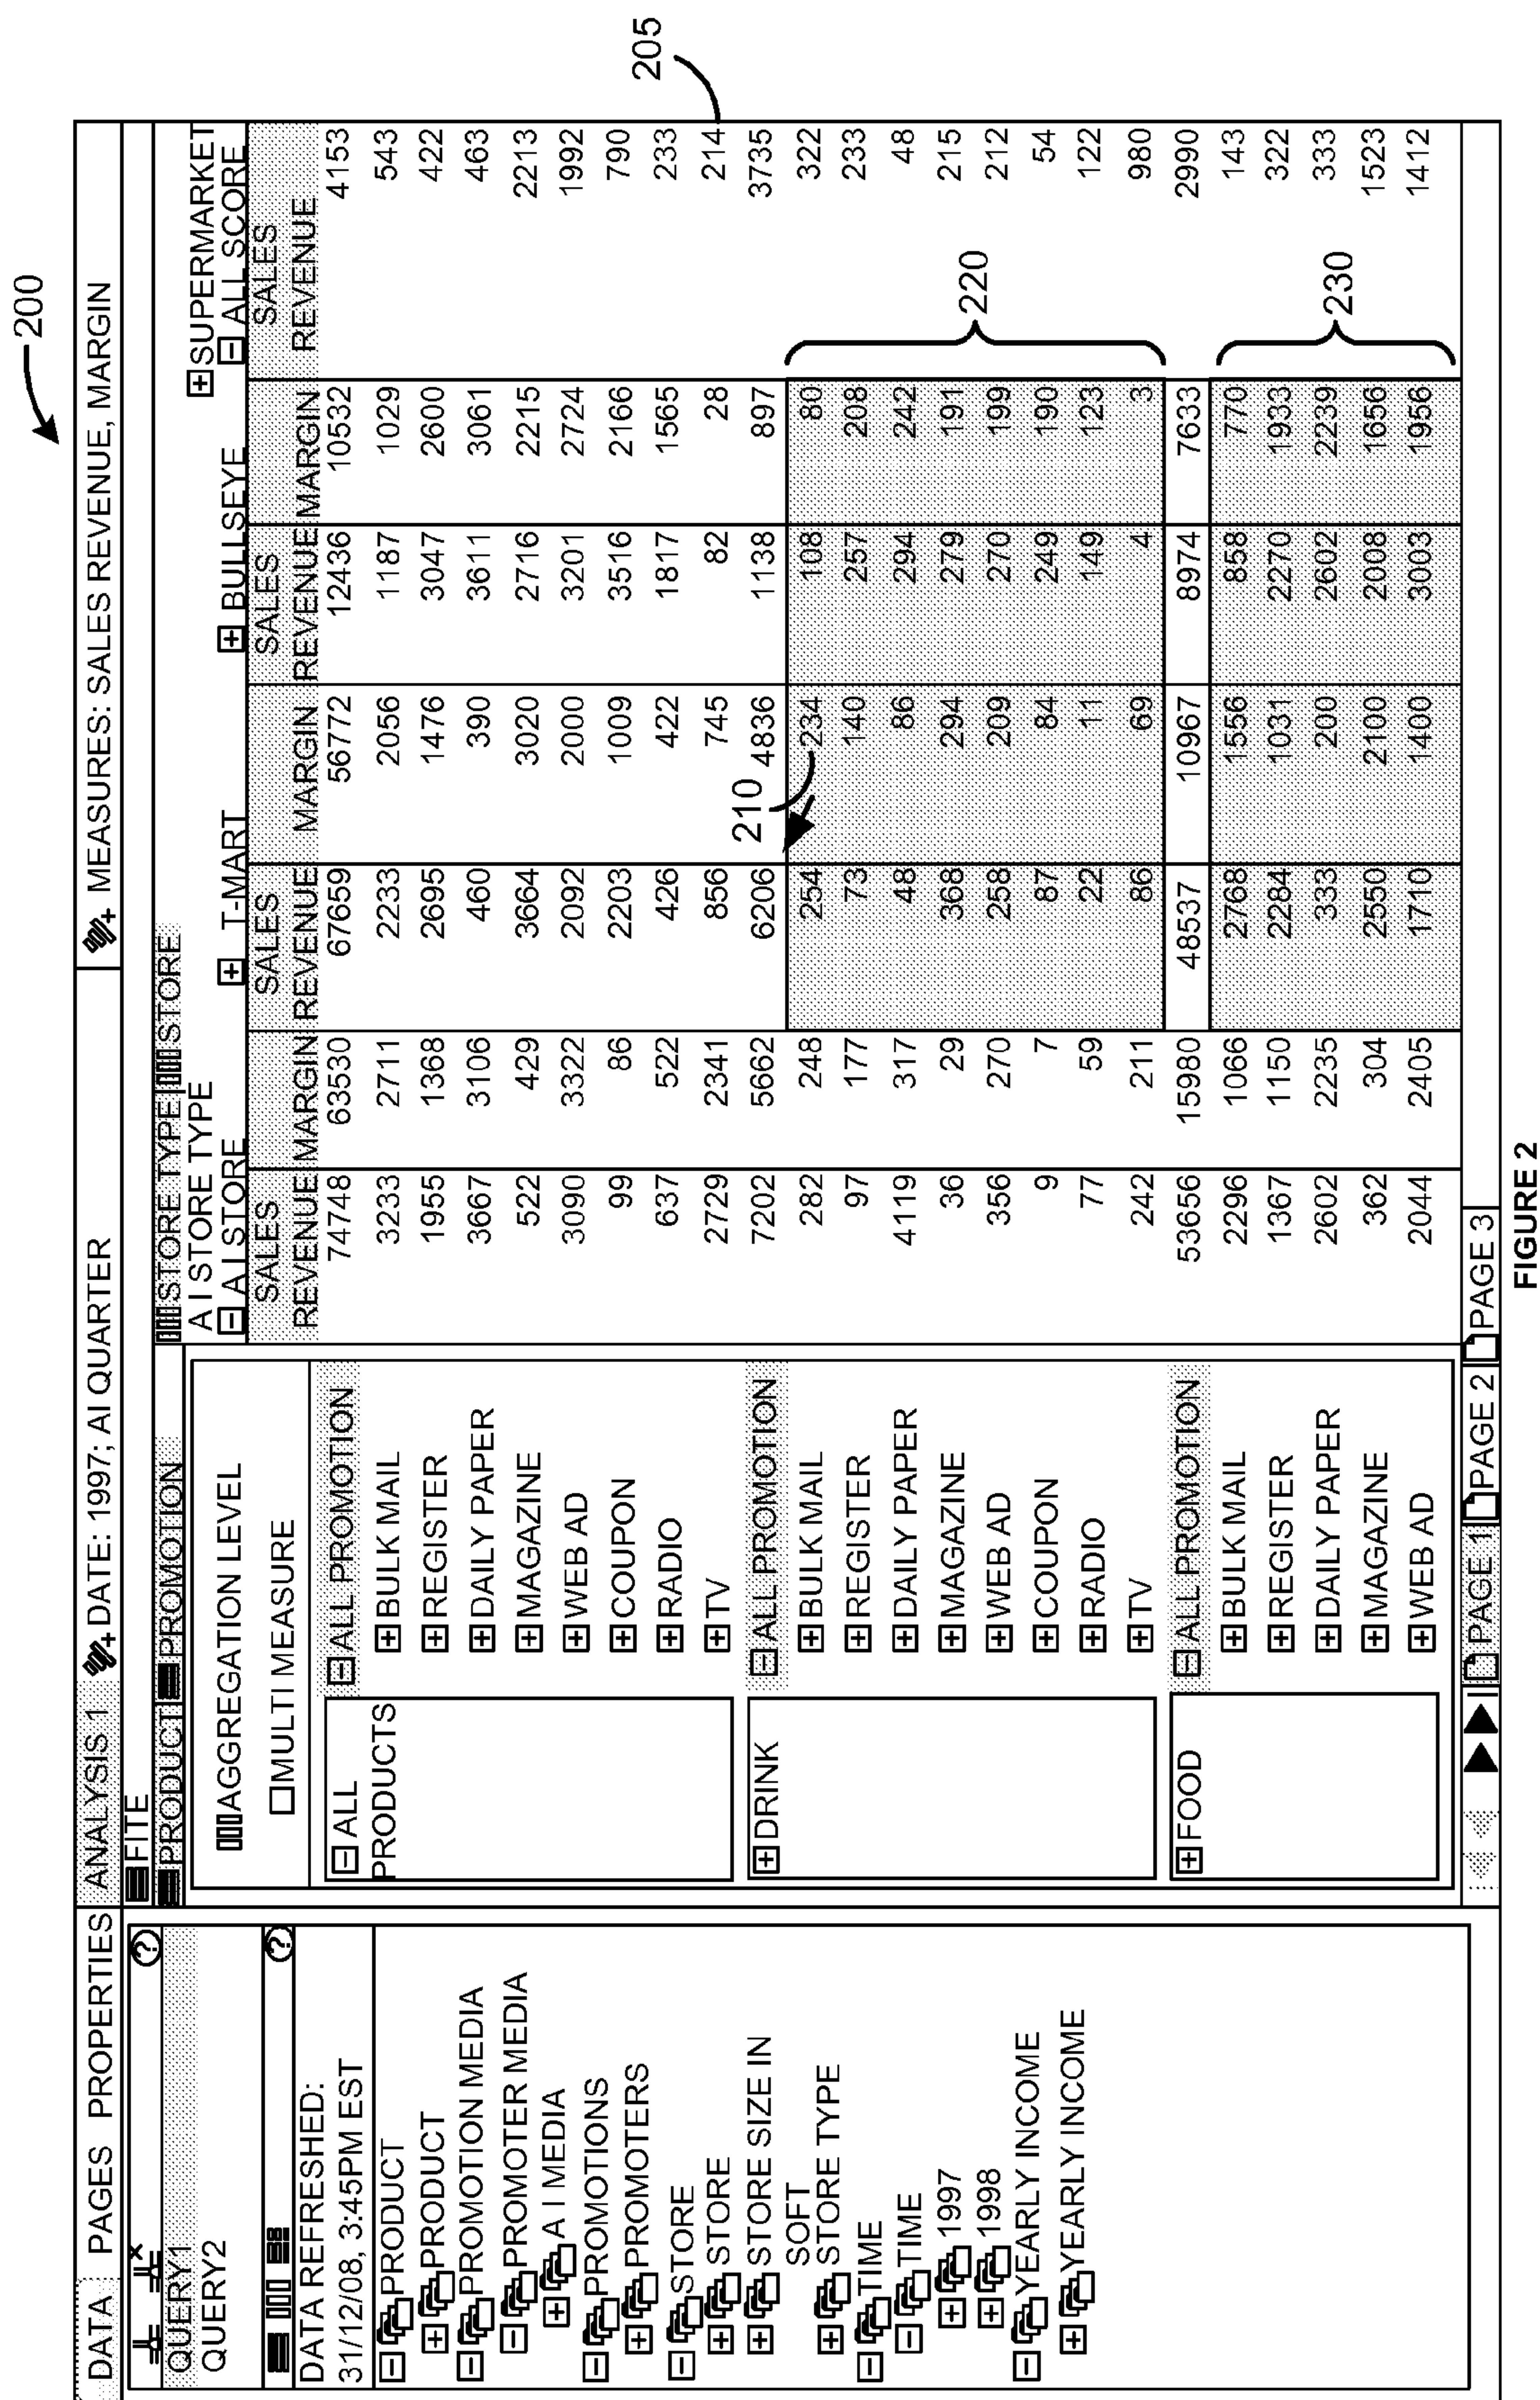 200
DATA PAGES PROPERTIES ANALYSIS 1 DATE: 1997; AI QUARTER MEASURES: SALES REVENUE, MARGIN
FITE
QUERY1
QUERY2
DATA REFRESHED:
31/12/08, 3:45PM EST
PRODUCT
PRODUCT
PROMOTION MEDIA
PROMOTER MEDIA
A I MEDIA
PROMOTIONS
PROMOTERS
STORE
STORE
STORE SIZE IN
SOFT
STORE TYPE
TIME
TIME
1997
1998
YEARLY INCOME
YEARLY INCOME
PRODUCT PROMOTION STORE TYPE STORE
A I STORE TYPE SUPERMARKET
A I STORE T-MART BULLSEYE ALL SCORE
AGGREGATION LEVEL
MULTI MEASURE
SALES SALES SALES SALES
REVENUE MARGIN REVENUE MARGIN REVENUE MARGIN REVENUE
ALL PRODUCTS ALL PROMOTION 74748 63530 67659 56772 12436 10532 4153
BULK MAIL 3233 2711 2233 2056 1187 1029 543
REGISTER 1955 1368 2695 1476 3047 2600 422
DAILY PAPER 3667 3106 460 390 3611 3061 463
MAGAZINE 522 429 3664 3020 2716 2215 2213
WEB AD 3090 3322 2092 2000 3201 2724 1992
COUPON 99 86 2203 1009 3516 2166 790
RADIO 637 522 426 422 1817 1565 233
TV 2729 2341 856 745 82 28 214
205
DRINK ALL PROMOTION 7202 5662 6206 4836 1138 897 3735
210
BULK MAIL 282 248 254 234 108 80 322
REGISTER 97 177 73 140 257 208 233
DAILY PAPER 4119 317 48 86 294 242 48
MAGAZINE 36 29 368 294 279 191 215
WEB AD 356 270 258 209 270 199 212
220
COUPON 9 7 87 84 249 190 54
RADIO 77 59 22 11 149 123 122
TV 242 211 86 69 4 3 980
FOOD ALL PROMOTION 53656 15980 48537 10967 8974 7633 2990
BULK MAIL 2296 1066 2768 1556 858 770 143
REGISTER 1367 1150 2284 1031 2270 1933 3222
DAILY PAPER 2602 2235 333 200 2602 2239 333
230
MAGAZINE 362 304 2550 2100 2008 1656 1523
WEB AD 2044 2405 1710 1400 3003 1956 1412
PAGE 1 PAGE 2 PAGE 3
FIGURE 2